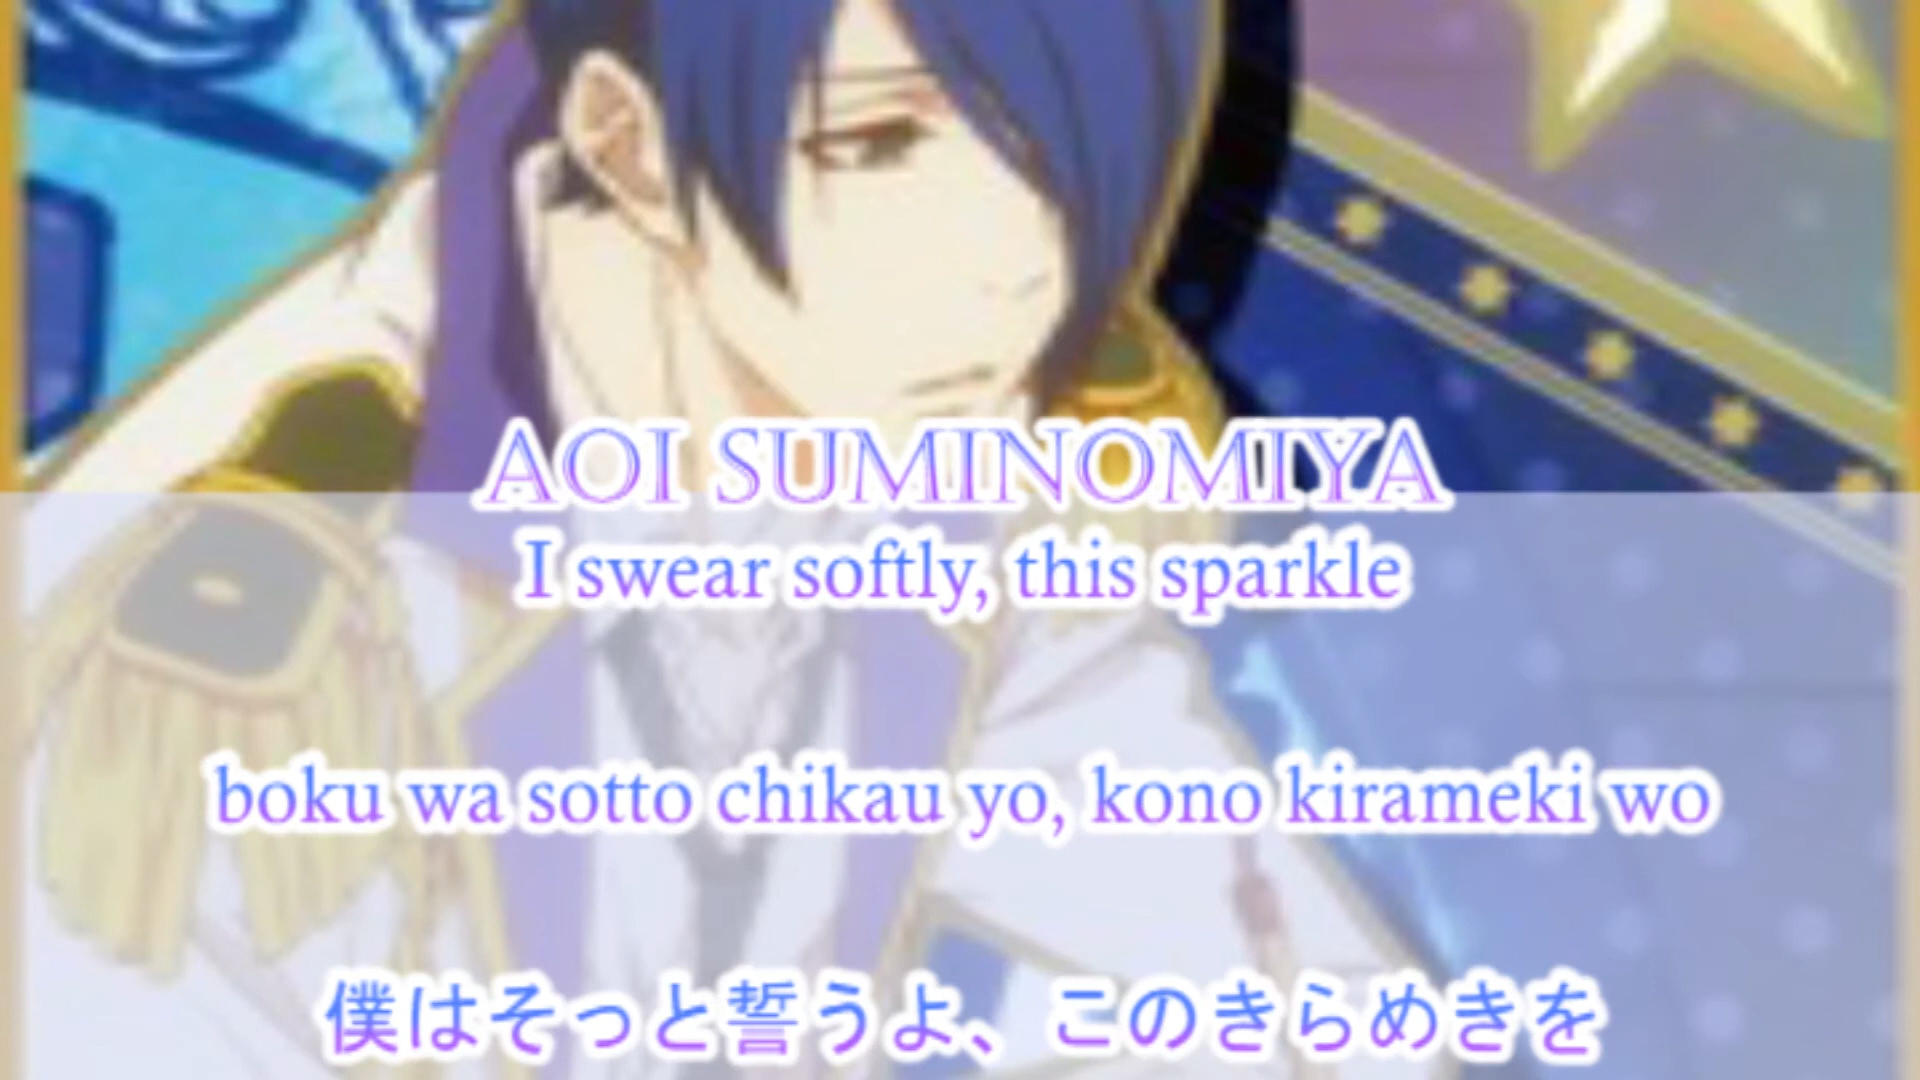 AOI SUMINOMIYA
I swear softly, this sparkle
boku wa sotto chikau yo, kono kirameki wo
僕はそっと誓うよ、このきらめきを